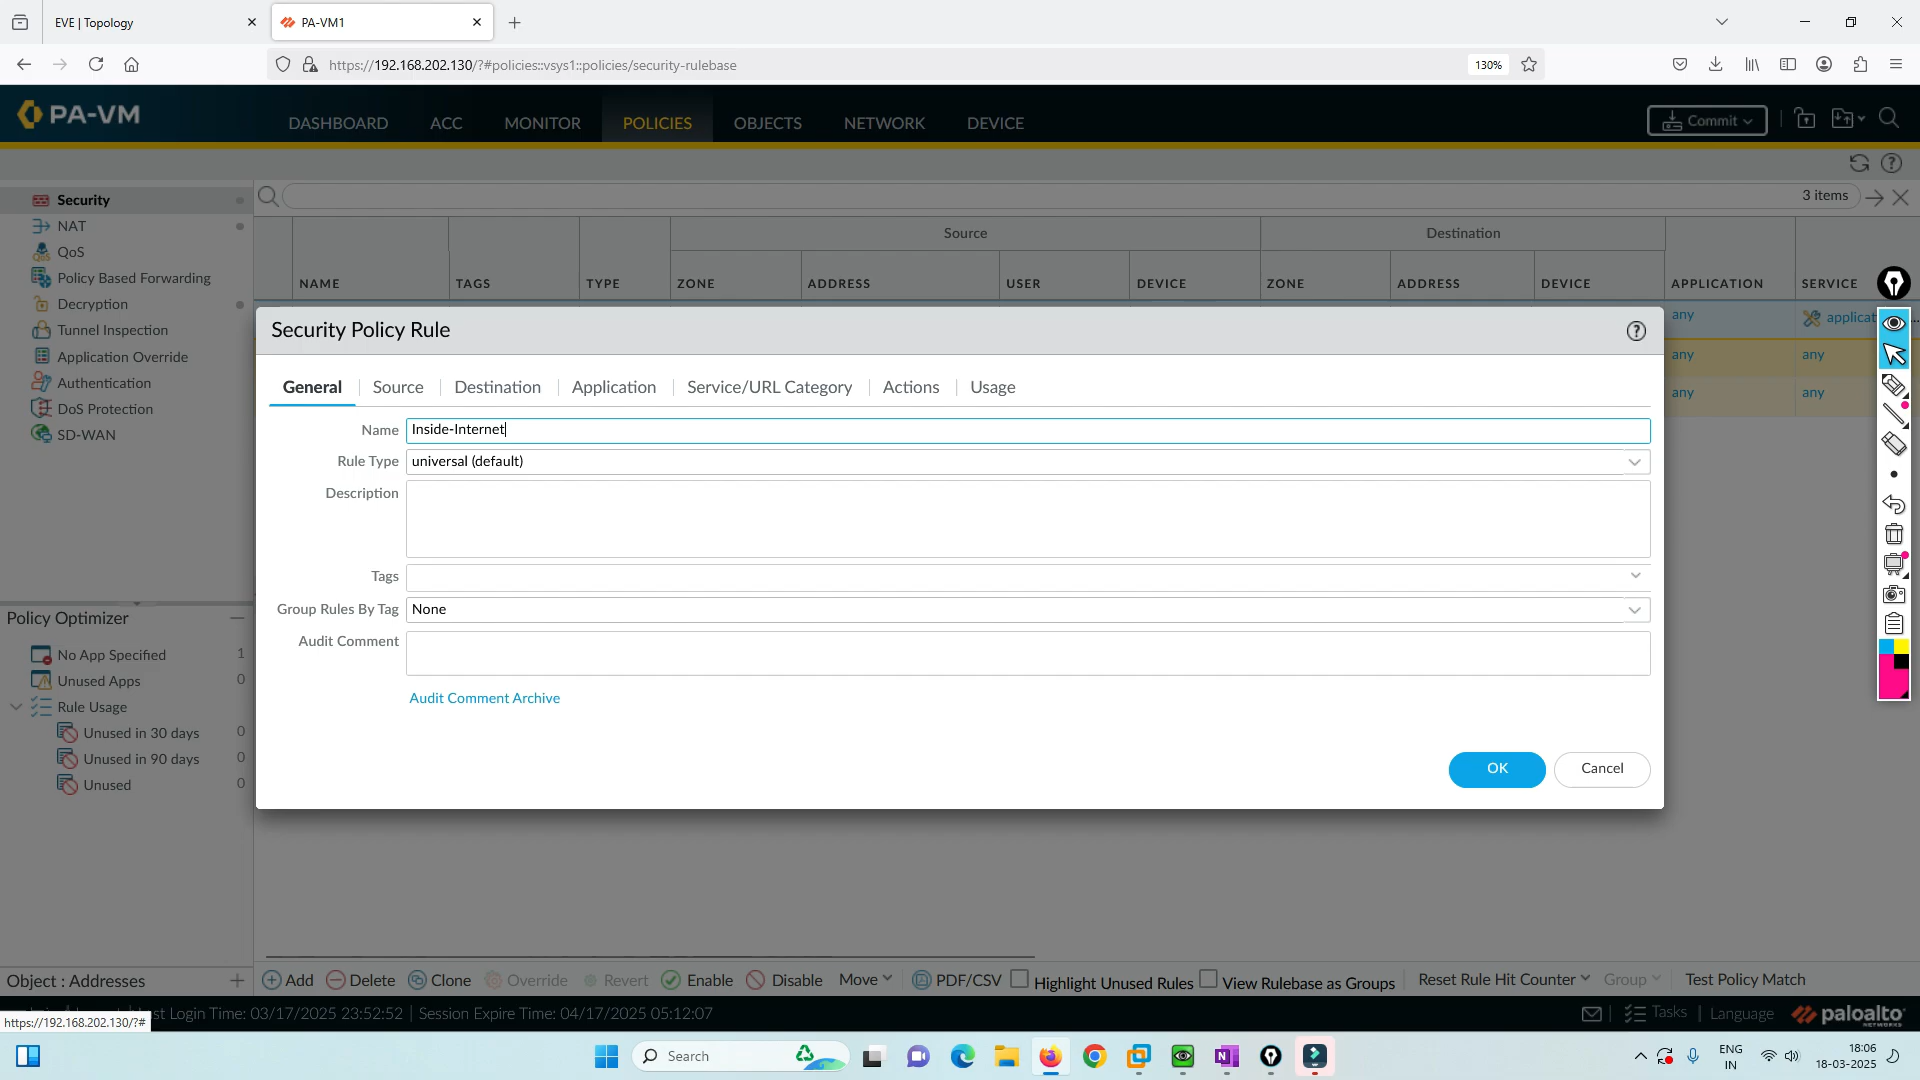 EVE | Topology
PA-VM1
https://192.168.202.130/?#policies::vsys1::policies/security-rulebase
130%
PA-VM
DASHBOARD
ACC
MONITOR
POLICIES
OBJECTS
NETWORK
DEVICE
Commit
Security
NAT
QoS
Policy Based Forwarding
Decryption
Tunnel Inspection
Application Override
Authentication
DoS Protection
SD-WAN
3 items
Source
Destination
NAME
TAGS
TYPE
ZONE
ADDRESS
USER
DEVICE
ZONE
ADDRESS
DEVICE
APPLICATION
SERVICE
any
applicat...
any
any
any
any
Security Policy Rule
General
Source
Destination
Application
Service/URL Category
Actions
Usage
Name Inside-Internet
Rule Type universal (default)
Description
Tags
Group Rules By Tag None
Audit Comment
Audit Comment Archive
OK
Cancel
Policy Optimizer
No App Specified 1
Unused Apps 0
Rule Usage
Unused in 30 days 0
Unused in 90 days 0
Unused 0
Object : Addresses
Add
Delete
Clone
Override
Revert
Enable
Disable
Move
PDF/CSV
Highlight Unused Rules
View Rulebase as Groups
Reset Rule Hit Counter
Group
Test Policy Match
Last Login Time: 03/17/2025 23:52:52 | Session Expire Time: 04/17/2025 05:12:07
Tasks | Language
paloalto
NETWORKS
https://192.168.202.130/?#
Search
ENG
IN
18:06
18-03-2025